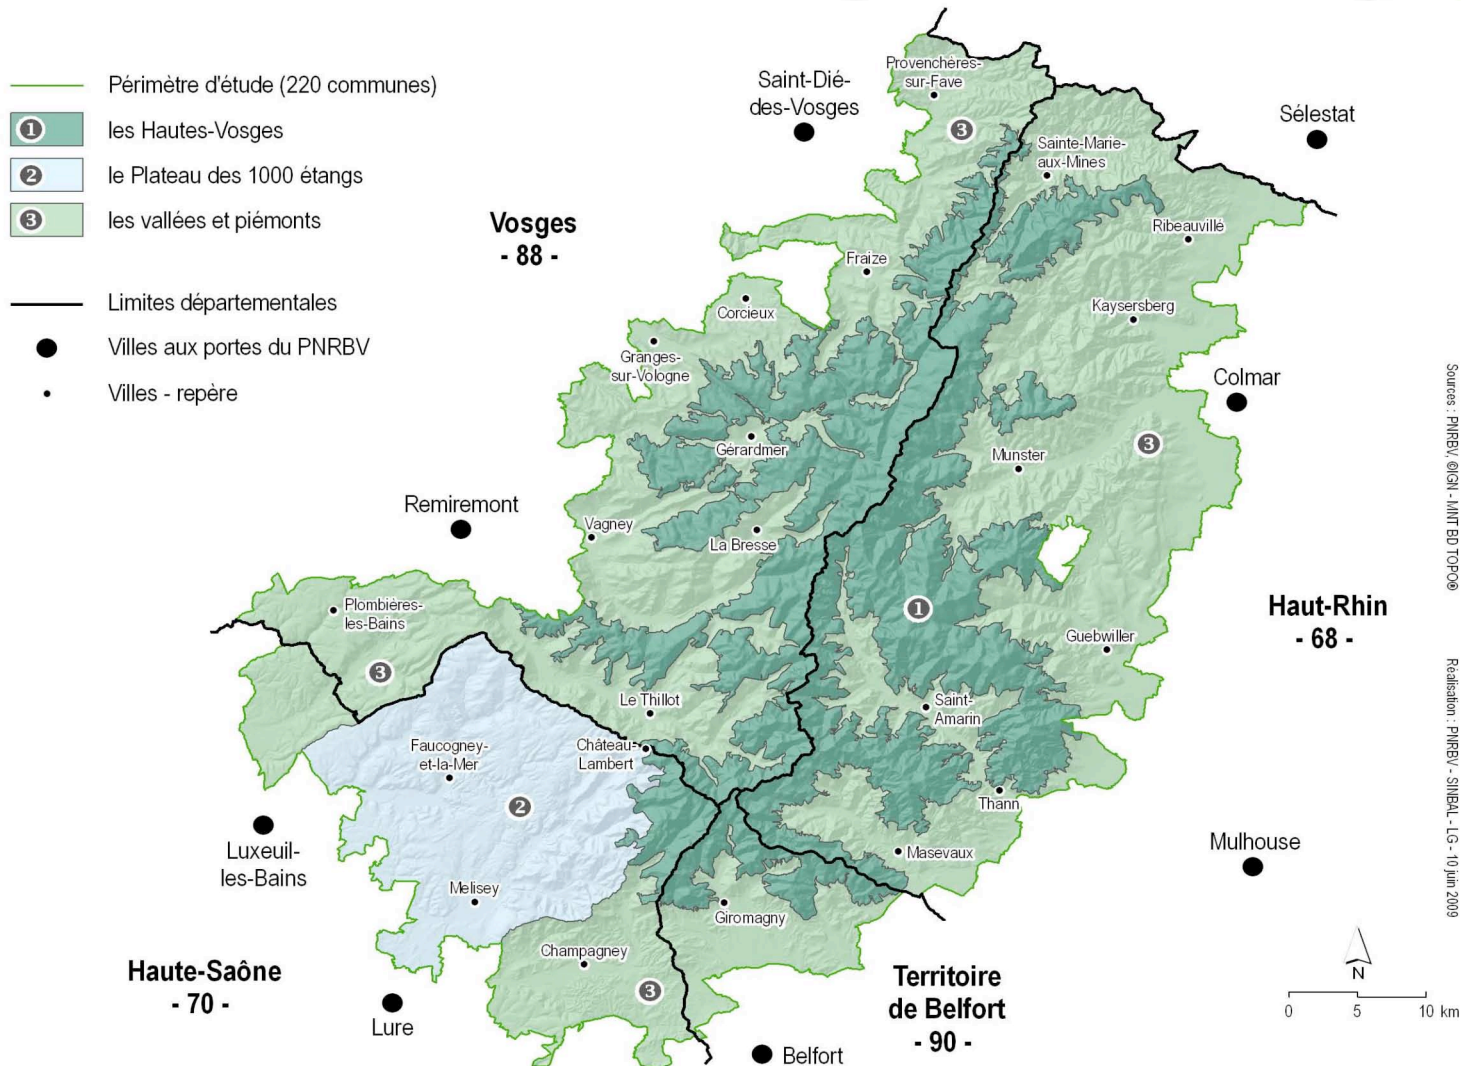 Périmètre d'étude (220 communes)
1
les Hautes-Vosges
2
le Plateau des 1000 étangs
3
les vallées et piémonts
Limites départementales
Villes aux portes du PNRBV
Villes - repère
Provenchères-
sur-Fave
Saint-Dié-
des-Vosges
Sélestat
3
Sainte-Marie-
aux-Mines
Vosges
- 88 -
Ribeauvillé
Fraize
Corcieux
Kaysersberg
Granges-
sur-Vologne
Colmar
Gérardmer
3
Munster
Remiremont
Vagney
La Bresse
Plombières-
les-Bains
1
Haut-Rhin
- 68 -
Guebwiller
3
Le Thillot
Saint-
Amarin
Faucogney-
et-la-Mer
Château-
Lambert
2
Thann
Luxeuil-
les-Bains
Mulhouse
Masevaux
Melisey
Giromagny
Champagney
Haute-Saône
- 70 -
3
Territoire
de Belfort
- 90 -
Lure
Belfort
N
0 5 10 km
Sources : PNRBV, ©IGN - MNT BD TOPO®
Réalisation : PNRBV - SINBAL - LG - 10 juin 2009